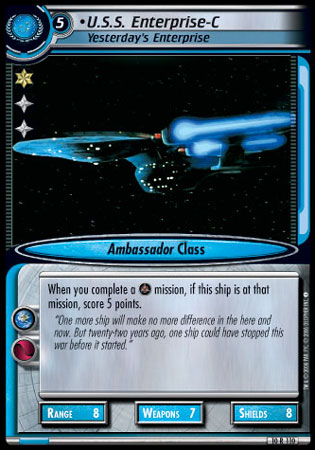 5
•U.S.S. Enterprise-C
Yesterday's Enterprise
Ambassador Class
When you complete a mission, if this ship is at that
mission, score 5 points.
"One more ship will make no more difference in the here and
now. But twenty-two years ago, one ship could have stopped this
war before it started."
RANGE 8 WEAPONS 7 SHIELDS 8
10 R 110